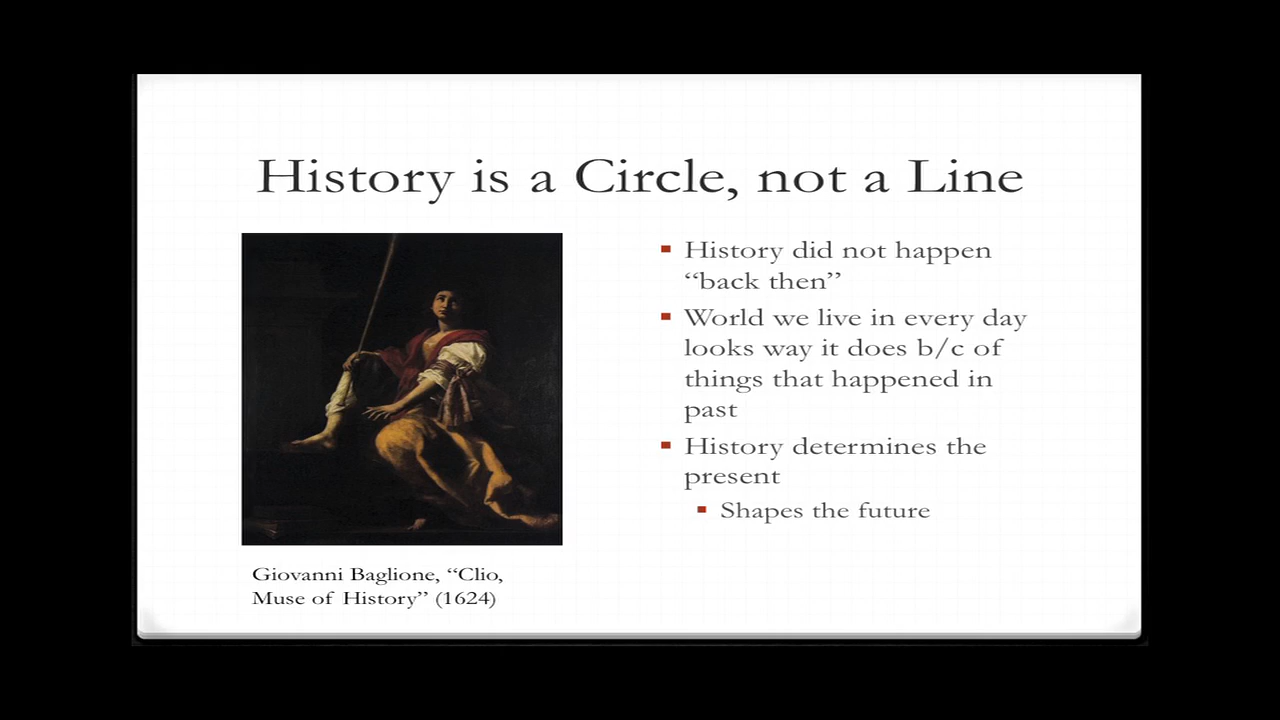 History is a Circle, not a Line
History did not happen
“back then”
World we live in every day
looks way it does b/c of
things that happened in
past
History determines the
present
Shapes the future
Giovanni Baglione, “Clio,
Muse of History” (1624)